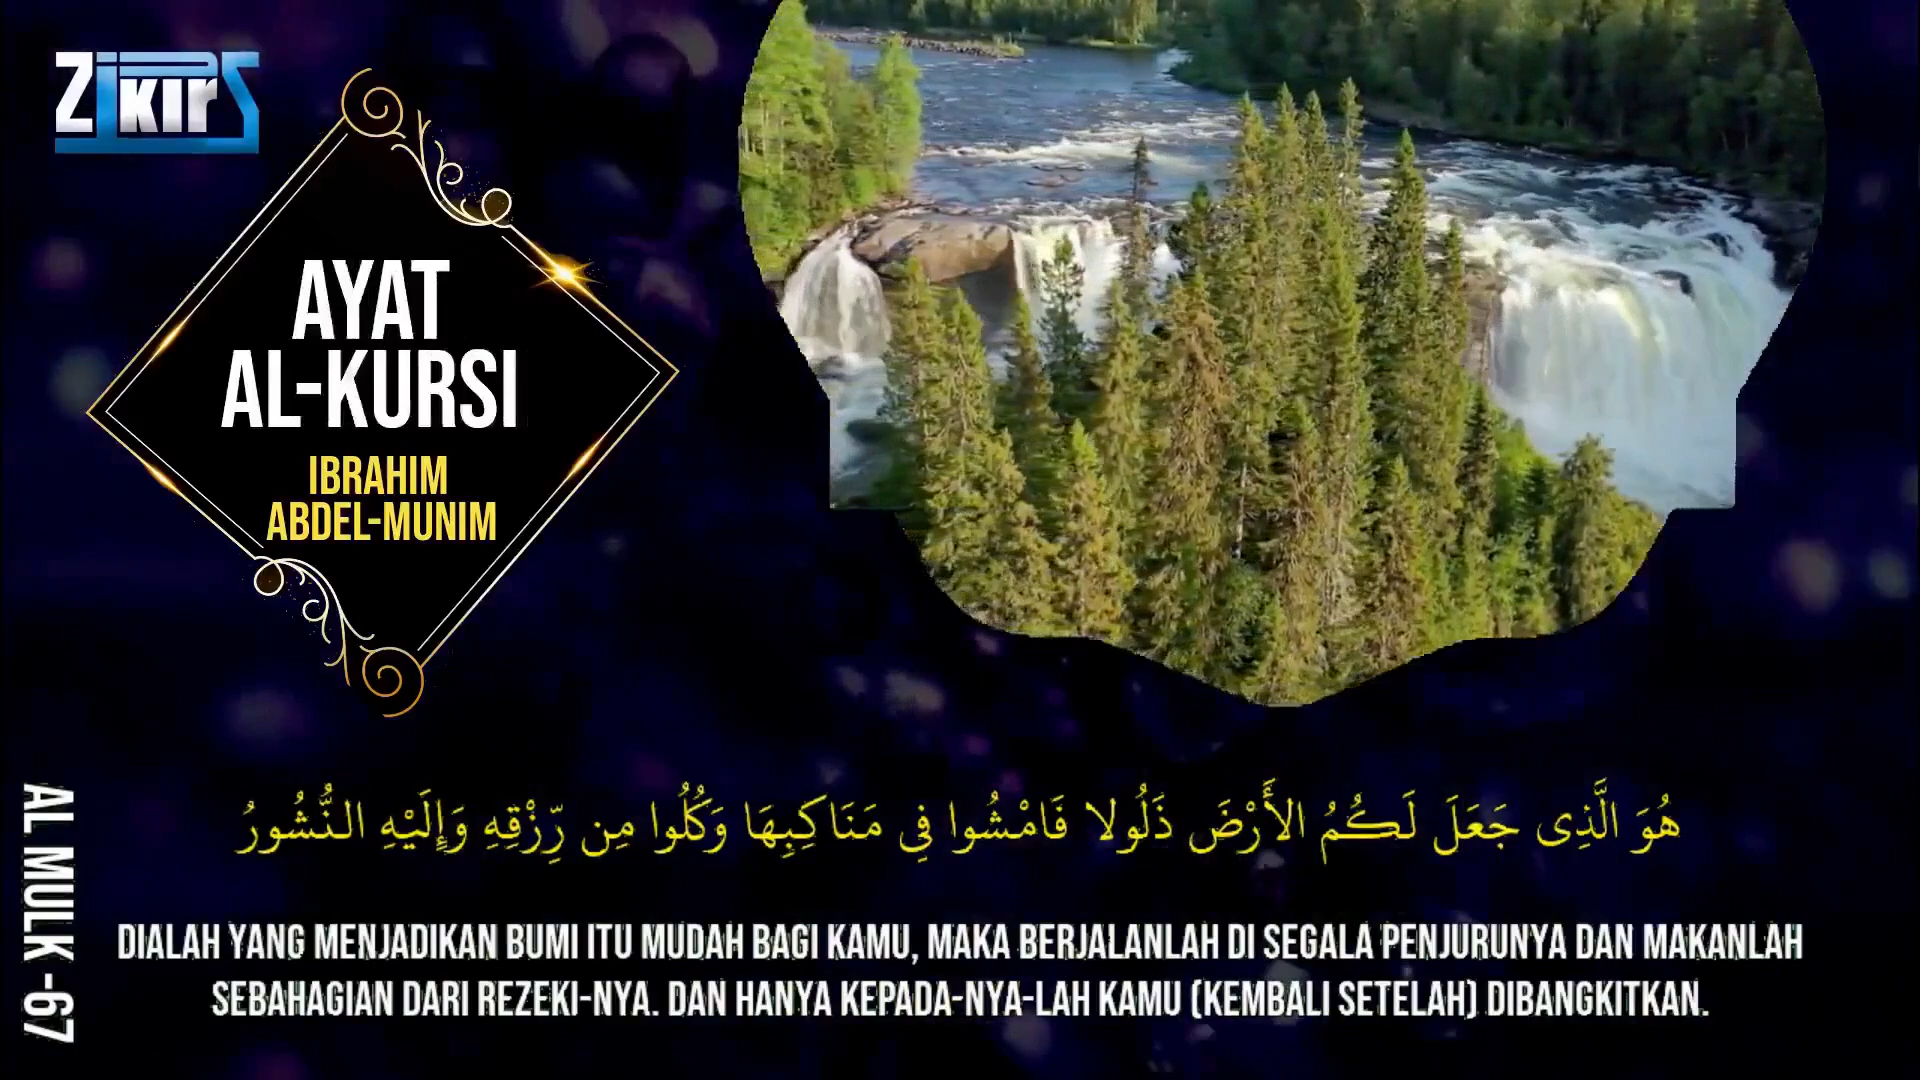 ZikirTV
AYAT
AL-KURSI
IBRAHIM
ABDEL-MUNIM
هُوَ الَّذِى جَعَلَ لَكُمُ الأَرْضَ ذَلُولا فَامْشُوا فِي مَنَاكِبِهَا وَكُلُوا مِن رِّزْقِهِ وَإِلَيْهِ النُّشُورُ
DIALAH YANG MENJADIKAN BUMI ITU MUDAH BAGI KAMU, MAKA BERJALANLAH DI SEGALA PENJURUNYA DAN MAKANLAH
SEBAHAGIAN DARI REZEKI-NYA. DAN HANYA KEPADA-NYA-LAH KAMU (KEMBALI SETELAH) DIBANGKITKAN.
AL MULK -67